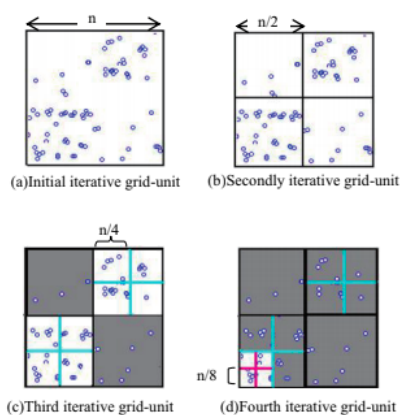 n
n/2
(a)Initial iterative grid-unit
(b)Secondly iterative grid-unit
n/4
n/8
(c)Third iterative grid-unit
(d)Fourth iterative grid-unit